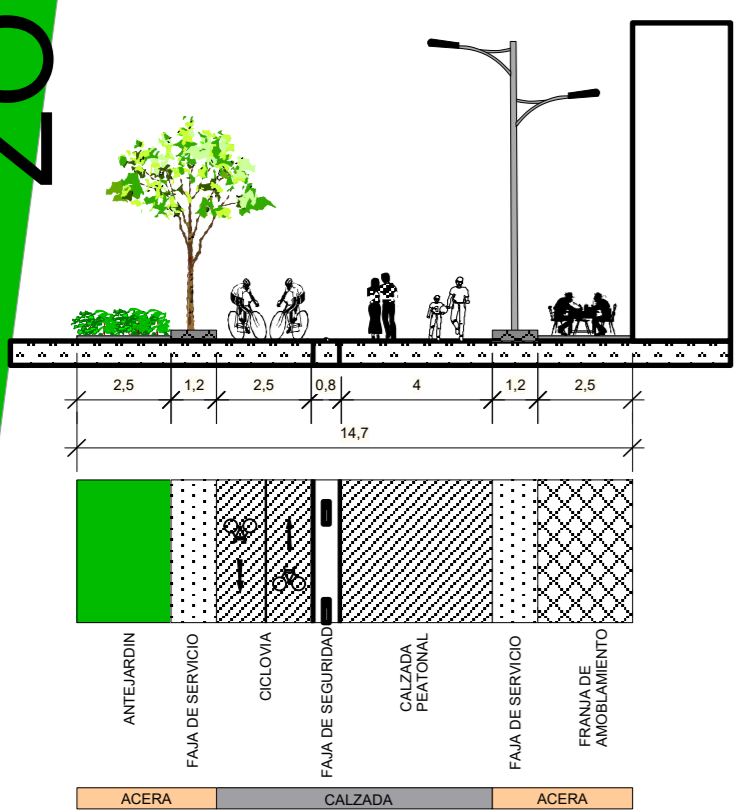 2,5
1,2
2,5
0,8
4
1,2
2,5
14,7
ANTEJARDIN
FAJA DE SERVICIO
CICLOVIA
FAJA DE SEGURIDAD
CALZADA
PEATONAL
FAJA DE SERVICIO
FRANJA DE
AMOBLAMIENTO
ACERA
CALZADA
ACERA